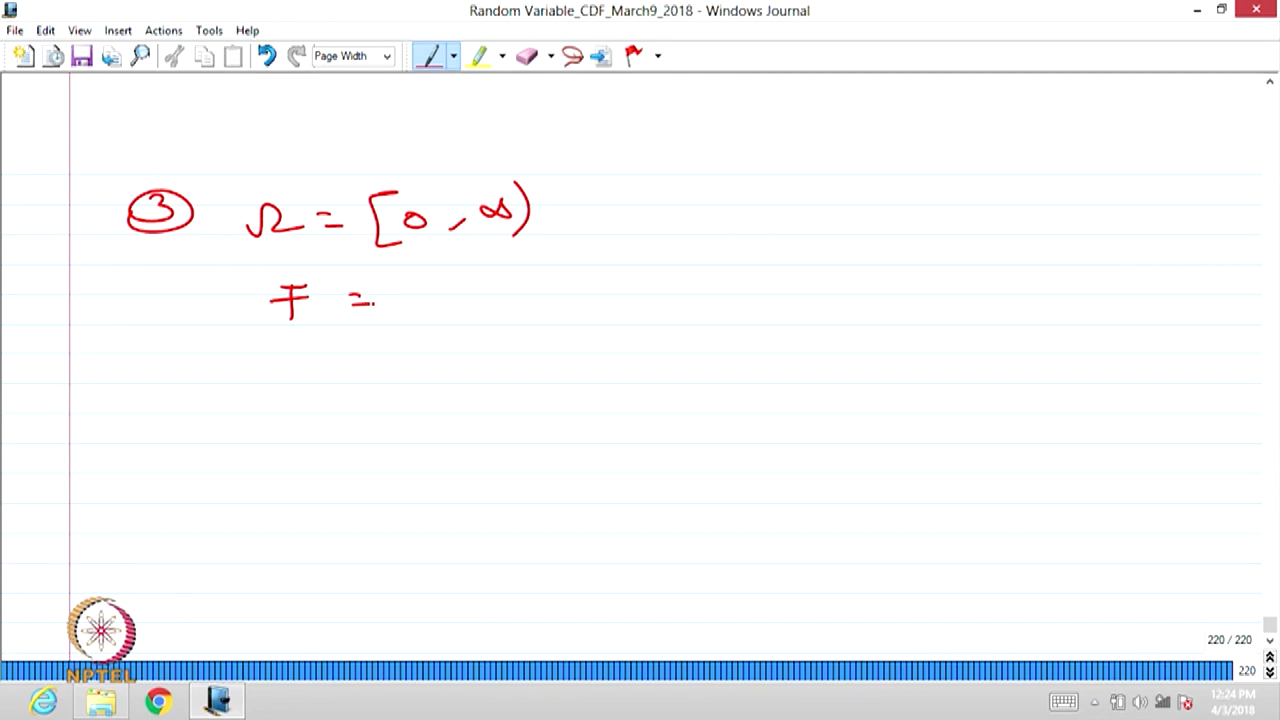 Random Variable_CDF_March9_2018 - Windows Journal
File Edit View Insert Actions Tools Help
Page Width
③ Ω = [0, ∞)
F =
220 / 220
220
NPTEL
12:24 PM
4/3/2018